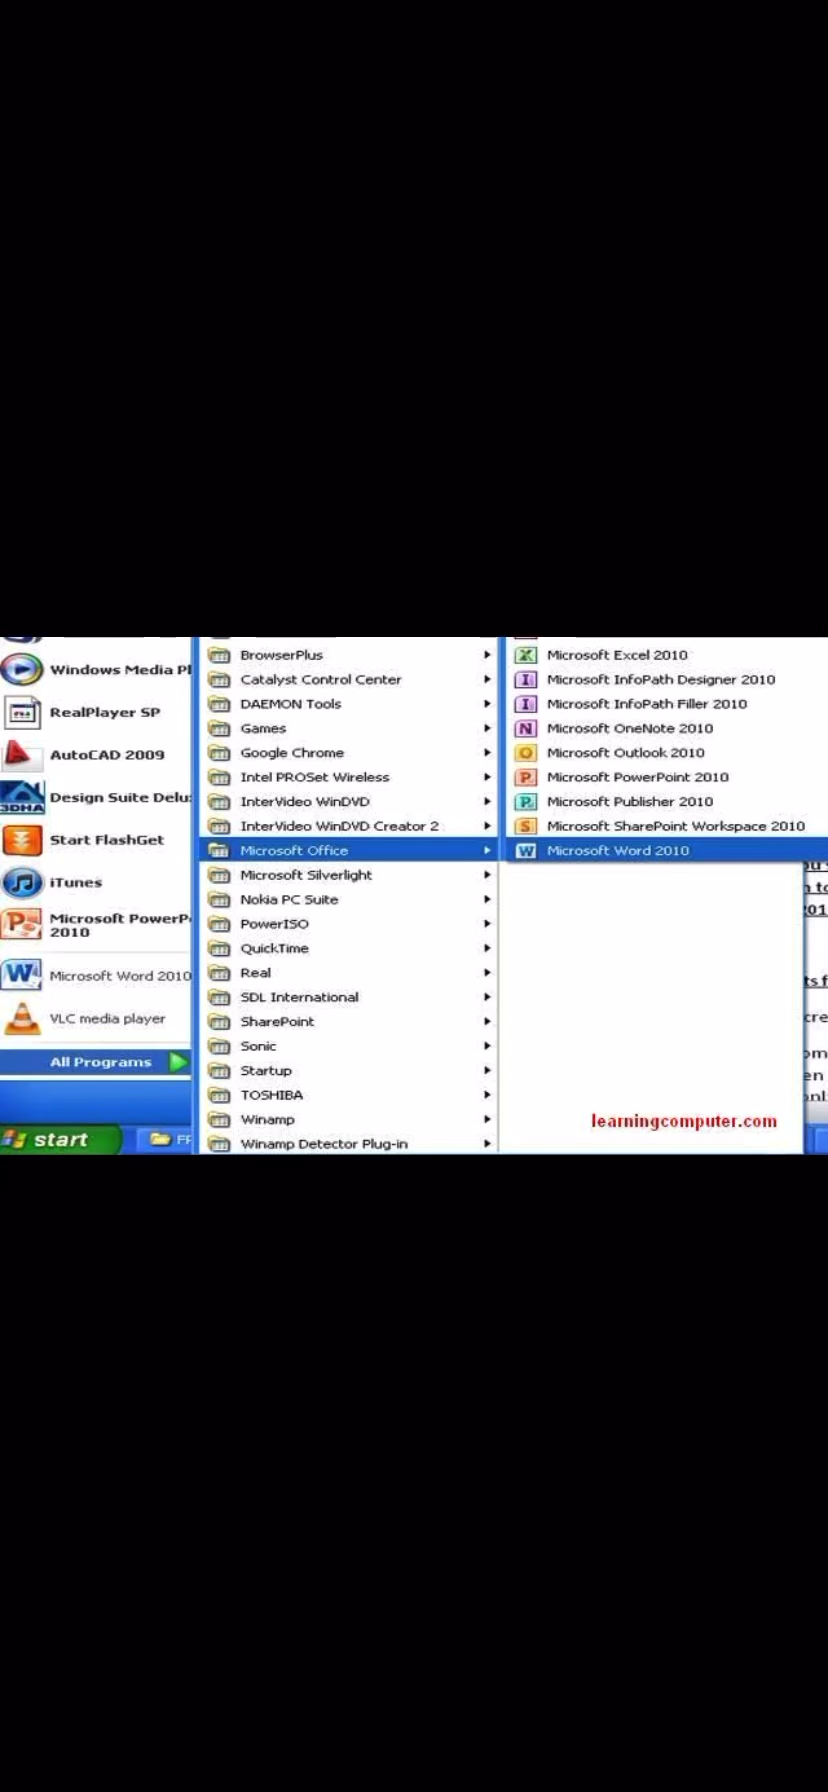 Windows Media Pl
RealPlayer SP
AutoCAD 2009
3DHA
Design Suite Delu
Start FlashGet
iTunes
Microsoft PowerP
2010
Microsoft Word 2010
VLC media player
All Programs
start
FF
BrowserPlus
Catalyst Control Center
DAEMON Tools
Games
Google Chrome
Intel PROSet Wireless
InterVideo WinDVD
InterVideo WinDVD Creator 2
Microsoft Office
Microsoft Silverlight
Nokia PC Suite
PowerISO
QuickTime
Real
SDL International
SharePoint
Sonic
Startup
TOSHIBA
Winamp
Winamp Detector Plug-in
Microsoft Excel 2010
Microsoft InfoPath Designer 2010
Microsoft InfoPath Filler 2010
Microsoft OneNote 2010
Microsoft Outlook 2010
Microsoft PowerPoint 2010
Microsoft Publisher 2010
Microsoft SharePoint Workspace 2010
Microsoft Word 2010
learningcomputer.com